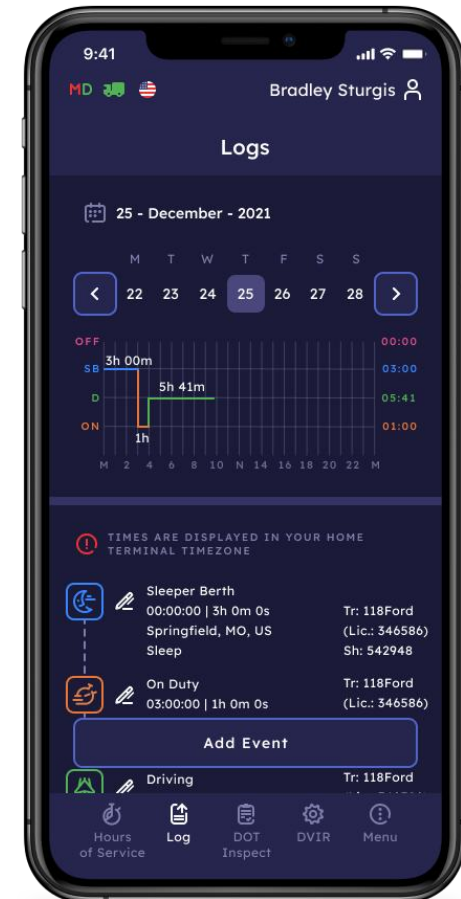 9:41
MD
Bradley Sturgis
Logs
25 - December - 2021
M T W T F S S
22 23 24 25 26 27 28
OFF 00:00
3h 00m
SB 03:00
5h 41m
D 05:41
ON 01:00
1h
M 2 4 6 8 10 N 14 16 18 20 22 M
TIMES ARE DISPLAYED IN YOUR HOME
TERMINAL TIMEZONE
Sleeper Berth
00:00:00 | 3h 0m 0s Tr: 118Ford
Springfield, MO, US (Lic.: 346586)
Sleep Sh: 542948
On Duty Tr: 118Ford
03:00:00 | 1h 0m 0s (Lic.: 346586)
Add Event
Driving Tr: 118Ford
Hours
of Service
Log
DOT
Inspect
DVIR
Menu